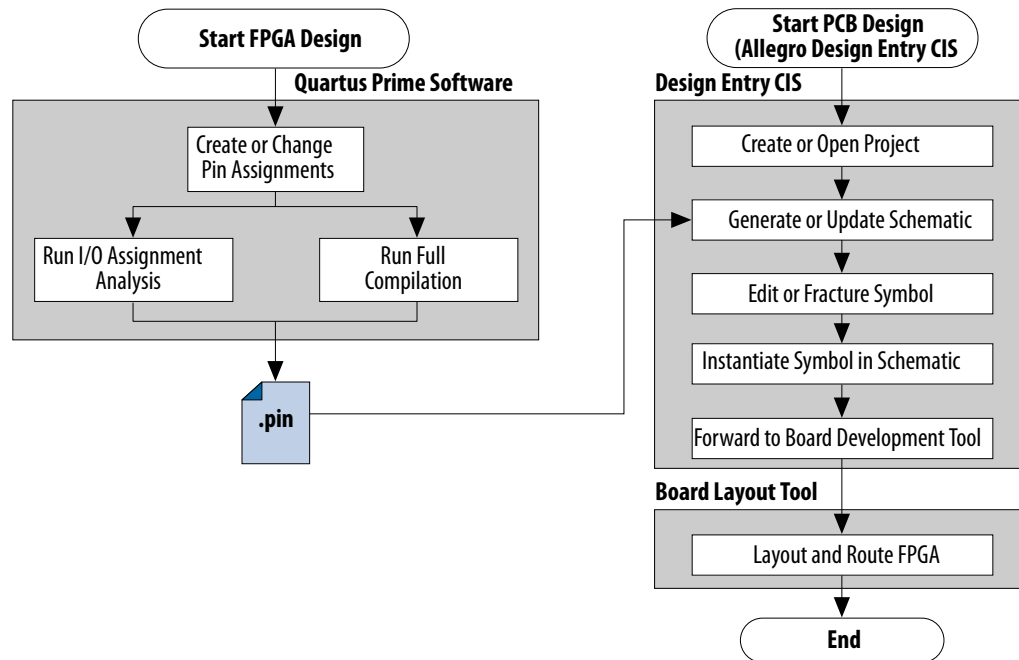 Start FPGA Design
Quartus Prime Software
Create or Change
Pin Assignments
Run I/O Assignment
Analysis
Run Full
Compilation
.pin
Start PCB Design
(Allegro Design Entry CIS
Design Entry CIS
Create or Open Project
Generate or Update Schematic
Edit or Fracture Symbol
Instantiate Symbol in Schematic
Forward to Board Development Tool
Board Layout Tool
Layout and Route FPGA
End